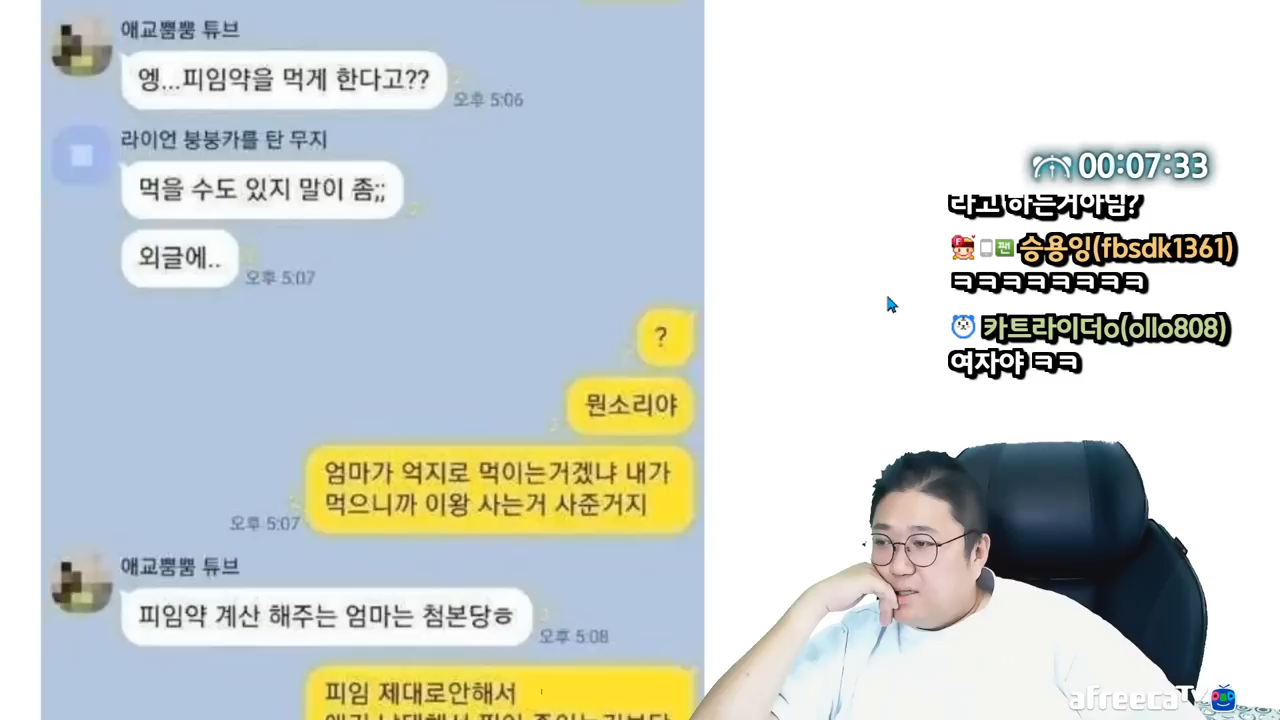 애교뿜뿜 튜브
엥...피임약을 먹게 한다고??
오후 5:06
라이언 붕붕카를 탄 무지
먹을 수도 있지 말이 좀;;
외글에..
오후 5:07
?
뭔소리야
엄마가 억지로 먹이는거겠냐 내가
먹으니까 이왕 사는거 사준거지
오후 5:07
애교뿜뿜 튜브
피임약 계산 해주는 엄마는 첨본당ㅎ
오후 5:08
피임 제대로안해서
00:07:33
라고 하는거아님?
팬 승용잉(fbsdk1361)
ㅋㅋㅋㅋㅋㅋㅋㅋ
카트라이더o(ollo808)
여자야 ㅋㅋ
afreecaTV